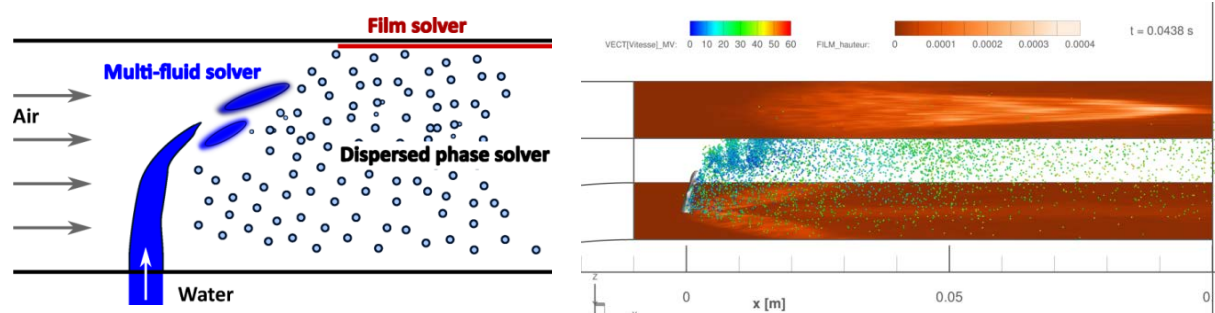 Film solver
Multi-fluid solver
Air
Dispersed phase solver
Water
VECT[Vitesse]_MV:
0 10 20 30 40 50 60
FILM_hauteur:
0 0.0001 0.0002 0.0003 0.0004
t = 0.0438 s
z
0 x [m] 0.05 0